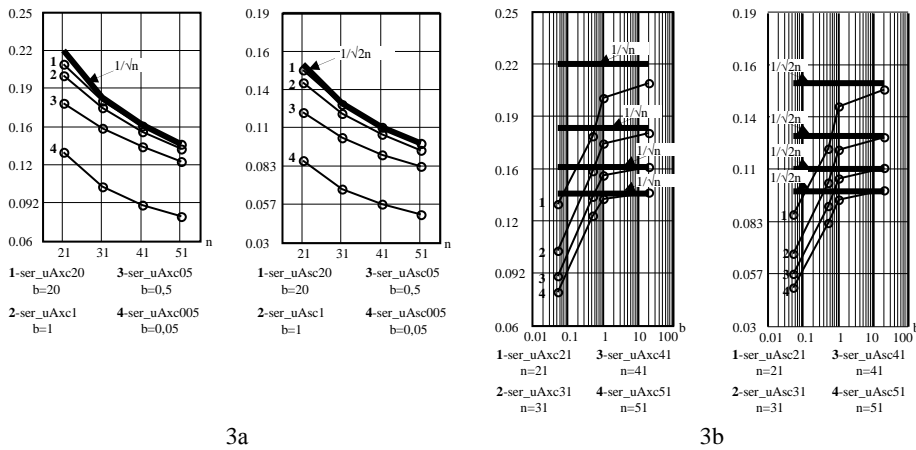 0.25
0.22
0.19
0.16
0.12
0.092
0.06
1
2
3
4
1/√n
21
31
41
51
n
1-ser_uAxc20
b=20
3-ser_uAxc05
b=0,5
2-ser_uAxc1
b=1
4-ser_uAxc005
b=0,05
0.19
0.16
0.14
0.11
0.083
0.057
0.03
1
2
3
4
1/√2n
21
31
41
51
n
1-ser_uAsc20
b=20
3-ser_uAsc05
b=0,5
2-ser_uAsc1
b=1
4-ser_uAsc005
b=0,05
3a
0.25
0.22
0.19
0.16
0.12
0.092
0.06
1/√n
1/√n
1/√n
1/√n
1
2
3
4
0.01
0.1
1
10
100
b
1-ser_uAxc21
n=21
3-ser_uAxc41
n=41
2-ser_uAxc31
n=31
4-ser_uAxc51
n=51
0.19
0.16
0.14
0.11
0.083
0.057
0.03
1/√2n
1/√2n
1/√2n
1/√2n
1
2
3
4
0.01
0.1
1
10
100
b
1-ser_uAsc21
n=21
3-ser_uAsc41
n=41
2-ser_uAsc31
n=31
4-ser_uAsc51
n=51
3b